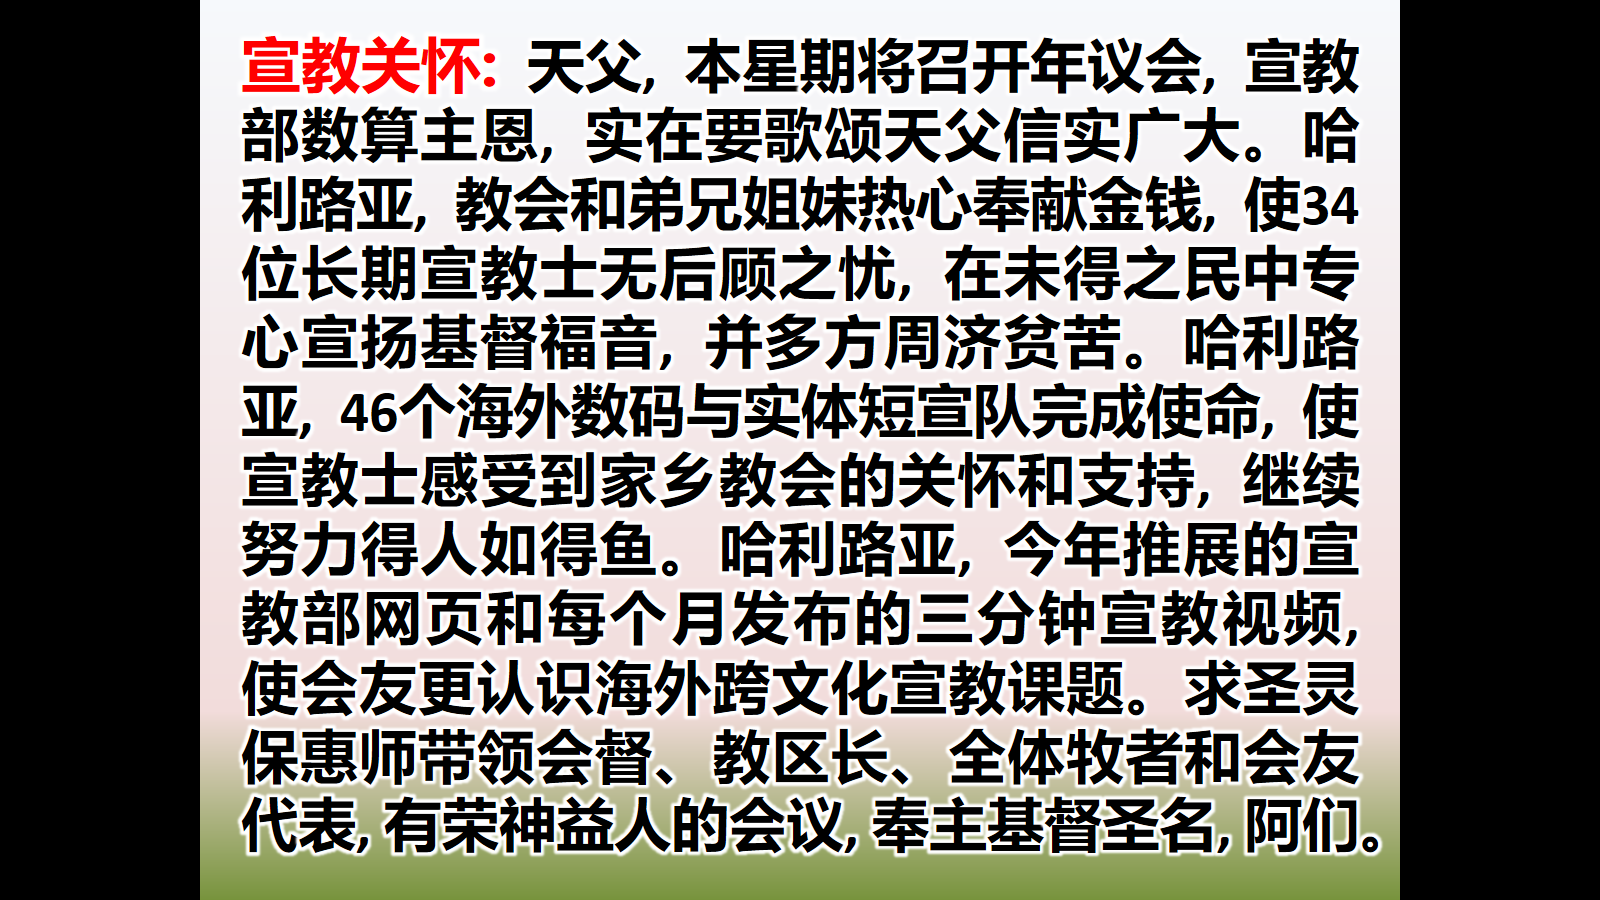 宣教关怀: 天父, 本星期将召开年议会, 宣教
部数算主恩, 实在要歌颂天父信实广大。哈
利路亚, 教会和弟兄姐妹热心奉献金钱, 使34
位长期宣教士无后顾之忧, 在未得之民中专
心宣扬基督福音, 并多方周济贫苦。哈利路
亚, 46个海外数码与实体短宣队完成使命, 使
宣教士感受到家乡教会的关怀和支持, 继续
努力得人如得鱼。哈利路亚, 今年推展的宣
教部网页和每个月发布的三分钟宣教视频,
使会友更认识海外跨文化宣教课题。求圣灵
保惠师带领会督、教区长、全体牧者和会友
代表, 有荣神益人的会议, 奉主基督圣名, 阿们。